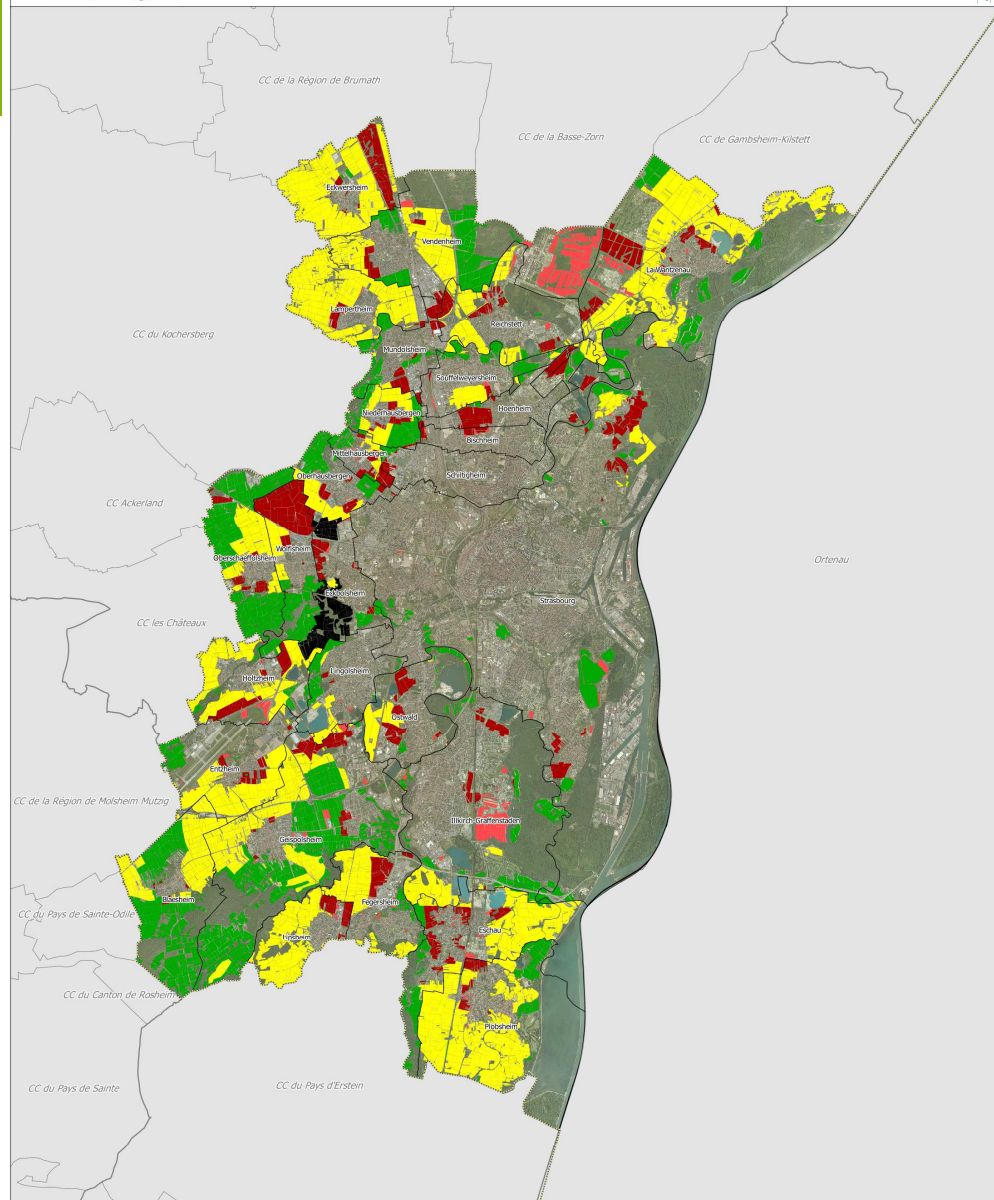 CC de la Région de Brumath
CC de la Basse-Zorn
CC de Gambsheim-Kilstett
Eckwersheim
Vendenheim
La Wantzenau
Lampertheim
Reichstett
CC du Kochersberg
Mundolsheim
Souffelweyersheim
Niederhausbergen
Hoenheim
Bischheim
Mittelhausbergen
Oberhausbergen
Schiltigheim
CC Ackerland
Wolfisheim
Oberschaeffolsheim
Ortenau
Eckbolsheim
Strasbourg
CC les Châteaux
Lingolsheim
Holtzheim
Ostwald
Entzheim
CC de la Région de Molsheim Mutzig
Illkirch-Graffenstaden
Geispolsheim
Blaesheim
Fegersheim
CC du Pays de Sainte-Odile
Eschau
Lipsheim
CC du Canton de Rosheim
Plobsheim
CC du Pays de Sainte
CC du Pays d'Erstein